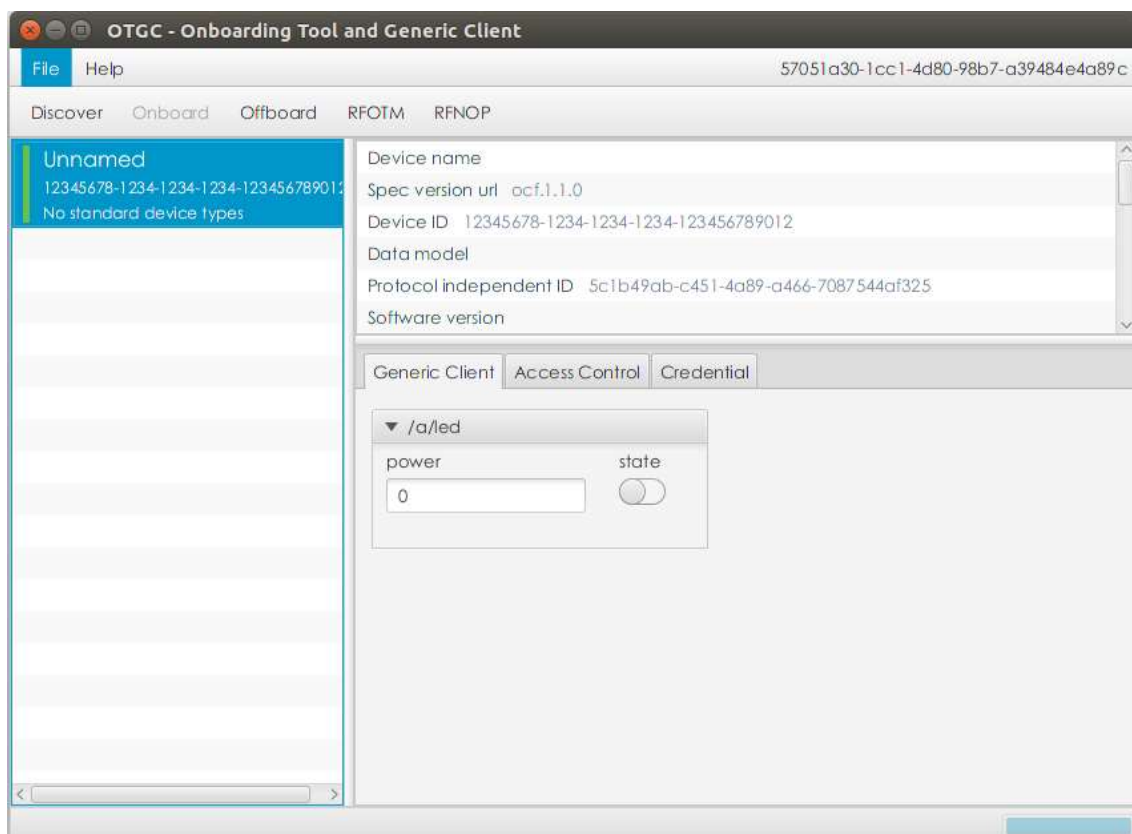 OTGC - Onboarding Tool and Generic Client
File Help 57051a30-1cc1-4d80-98b7-a39484e4a89c
Discover Onboard Offboard RFOTM RFNOP
Unnamed
12345678-1234-1234-1234-123456789012
No standard device types
Device name
Spec version url ocf.1.1.0
Device ID 12345678-1234-1234-1234-123456789012
Data model
Protocol independent ID 5c1b49ab-c451-4a89-a466-7087544af325
Software version
Generic Client Access Control Credential
/a/led
power state
0